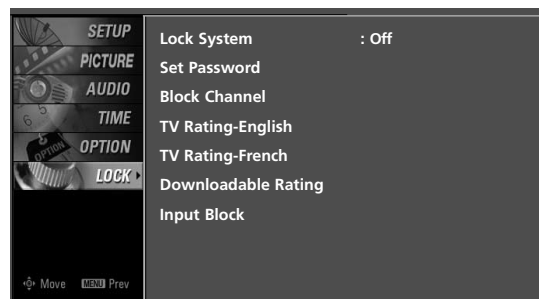 SETUP
PICTURE
AUDIO
TIME
OPTION
LOCK
Lock System : Off
Set Password
Block Channel
TV Rating-English
TV Rating-French
Downloadable Rating
Input Block
Move MENU Prev